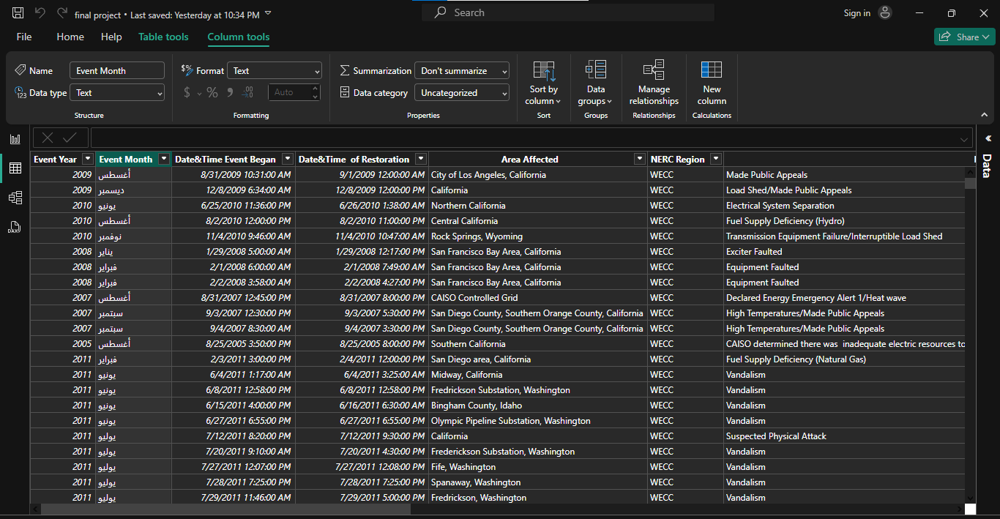 final project • Last saved: Yesterday at 10:34 PM
Search
Sign in
File Home Help Table tools Column tools
Share
Name Event Month
Data type Text
Structure
Format Text
$ % 9 .00 Auto
Formatting
Summarization Don't summarize
Data category Uncategorized
Properties
Sort by column
Sort
Data groups
Groups
Manage relationships
Relationships
New column
Calculations
Event Year Event Month Date&Time Event Began Date&Time of Restoration Area Affected NERC Region
2009 أغسطس 8/31/2009 10:31:00 AM 9/1/2009 12:00:00 AM City of Los Angeles, California WECC Made Public Appeals
2009 ديسمبر 12/8/2009 6:34:00 AM 12/8/2009 12:00:00 PM California WECC Load Shed/Made Public Appeals
2010 يونيو 6/25/2010 11:36:00 PM 6/26/2010 1:38:00 AM Northern California WECC Electrical System Separation
2010 أغسطس 8/2/2010 12:00:00 PM 8/2/2010 11:00:00 PM Central California WECC Fuel Supply Deficiency (Hydro)
2010 نوفمبر 11/4/2010 9:46:00 AM 11/4/2010 10:47:00 AM Rock Springs, Wyoming WECC Transmission Equipment Failure/Interruptible Load Shed
2008 يناير 1/29/2008 5:00:00 AM 1/29/2008 12:17:00 PM San Francisco Bay Area, California WECC Exciter Faulted
2008 فبراير 2/1/2008 6:00:00 AM 2/1/2008 7:49:00 AM San Francisco Bay Area, California WECC Equipment Faulted
2008 فبراير 2/2/2008 3:58:00 AM 2/2/2008 4:27:00 PM San Francisco Bay Area, California WECC Equipment Faulted
2007 أغسطس 8/31/2007 12:45:00 PM 8/31/2007 8:00:00 PM CAISO Controlled Grid WECC Declared Energy Emergency Alert 1/Heat wave
2007 سبتمبر 9/3/2007 12:30:00 PM 9/3/2007 5:30:00 PM San Diego County, Southern Orange County, California WECC High Temperatures/Made Public Appeals
2007 سبتمبر 9/4/2007 8:30:00 AM 9/4/2007 3:30:00 PM San Diego County, Southern Orange County, California WECC High Temperatures/Made Public Appeals
2005 أغسطس 8/25/2005 3:50:00 PM 8/25/2005 8:00:00 PM Southern California WECC CAISO determined there was inadequate electric resources to
2011 فبراير 2/3/2011 3:00:00 PM 2/4/2011 12:00:00 PM San Diego area, California WECC Fuel Supply Deficiency (Natural Gas)
2011 يونيو 6/4/2011 1:17:00 AM 6/4/2011 3:25:00 AM Midway, California WECC Vandalism
2011 يونيو 6/8/2011 12:58:00 PM 6/8/2011 12:58:00 PM Fredrickson Substation, Washington WECC Vandalism
2011 يونيو 6/15/2011 4:00:00 PM 6/16/2011 6:30:00 AM Bingham County, Idaho WECC Vandalism
2011 يونيو 6/27/2011 6:55:00 PM 6/27/2011 6:55:00 PM Olympic Pipeline Substation, Washington WECC Vandalism
2011 يوليو 7/12/2011 8:20:00 PM 7/12/2011 9:30:00 PM California WECC Suspected Physical Attack
2011 يوليو 7/20/2011 9:10:00 AM 7/20/2011 4:30:00 PM Frederickson Substation, Washington WECC Vandalism
2011 يوليو 7/27/2011 12:07:00 PM 7/27/2011 12:08:00 PM Fife, Washington WECC Vandalism
2011 يوليو 7/28/2011 7:25:00 PM 7/28/2011 7:25:00 PM Spanaway, Washington WECC Vandalism
2011 يوليو 7/29/2011 11:46:00 AM 7/29/2011 5:00:00 PM Fredrickson, Washington WECC Vandalism
Data